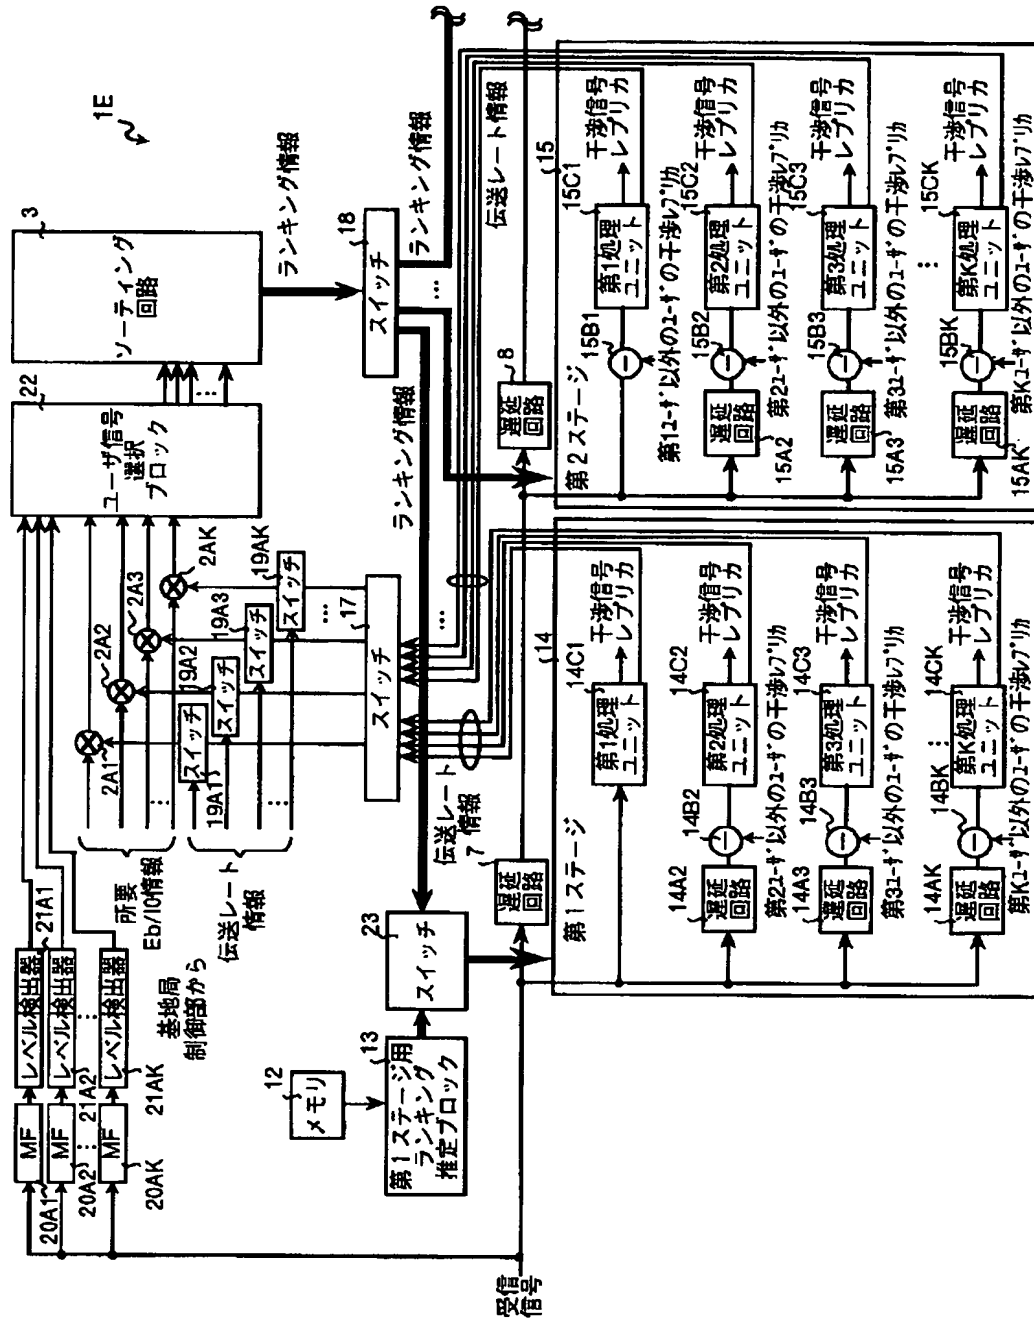 1E
受信
信号
20A1
20A2
20AK
MF
MF
MF
⋮
21A1
21A2
21AK
レベル検出器
レベル検出器
レベル検出器
⋮
基地局
制御部から
所要
Eb/I0情報
伝送レート
情報
⋮
⋮
2A1
2A2
2A3
2AK
19A1
19A2
19A3
19AK
スイッチ
スイッチ
スイッチ
スイッチ
…
22
ユーザ信号
選択
ブロック
⋮
3
ソーティング
回路
ランキング情報
18
スイッチ
ランキング情報
…
ランキング情報
伝送レート情報
17
スイッチ
…
伝送レート
情報
12
メモリ
13
第1ステージ用
ランキング
推定ブロック
23
スイッチ
7
遅延
回路
8
遅延
回路
第1ステージ
14
14C1
第1処理
ユニット
干渉信号
レプリカ
14A2
遅延
回路
14B2
14C2
第2処理
ユニット
干渉信号
レプリカ
第2ユーザ以外のユーザの干渉レプリカ
14A3
遅延
回路
14B3
14C3
第3処理
ユニット
干渉信号
レプリカ
第3ユーザ以外のユーザの干渉レプリカ
⋮
14AK
遅延
回路
14BK
14CK
第K処理
ユニット
干渉信号
レプリカ
第Kユーザ以外のユーザの干渉レプリカ
第2ステージ
15
15B1
15C1
第1処理
ユニット
干渉信号
レプリカ
第1ユーザ以外のユーザの干渉レプリカ
15A2
遅延
回路
15B2
15C2
第2処理
ユニット
干渉信号
レプリカ
第2ユーザ以外のユーザの干渉レプリカ
15A3
遅延
回路
15B3
15C3
第3処理
ユニット
干渉信号
レプリカ
第3ユーザ以外のユーザの干渉レプリカ
⋮
15AK
遅延
回路
15BK
15CK
第K処理
ユニット
干渉信号
レプリカ
第Kユーザ以外のユーザの干渉レプリカ